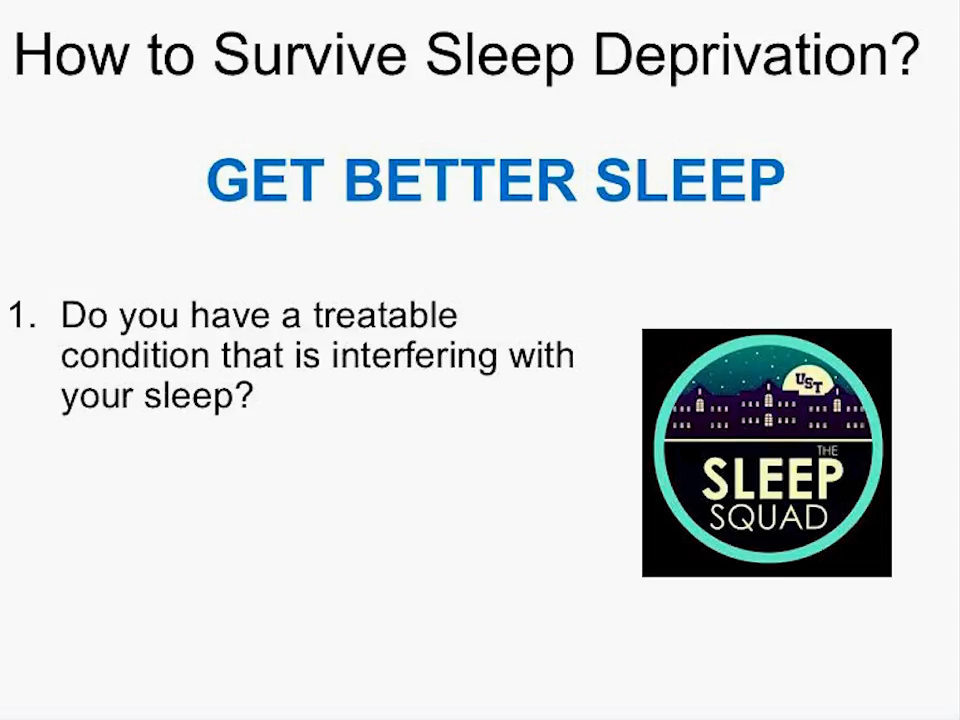 How to Survive Sleep Deprivation?
GET BETTER SLEEP
1. Do you have a treatable
condition that is interfering with
your sleep?
UST
THE
SLEEP
SQUAD